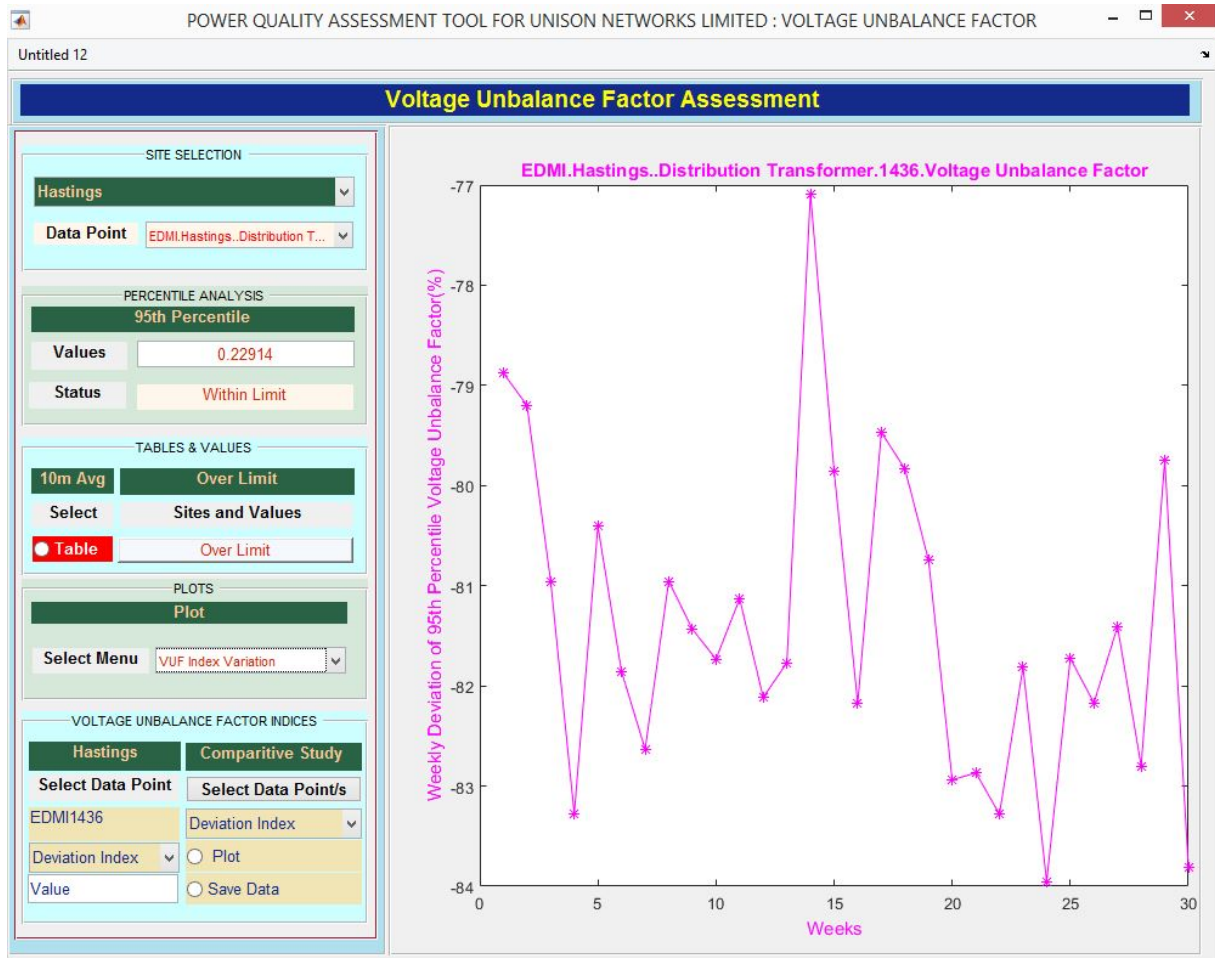 POWER QUALITY ASSESSMENT TOOL FOR UNISON NETWORKS LIMITED : VOLTAGE UNBALANCE FACTOR
Untitled 12
Voltage Unbalance Factor Assessment
SITE SELECTION
Hastings
Data Point EDMI.Hastings..Distribution T...
PERCENTILE ANALYSIS
95th Percentile
Values 0.22914
Status Within Limit
TABLES & VALUES
10m Avg Over Limit
Select Sites and Values
Table Over Limit
PLOTS
Plot
Select Menu VUF Index Variation
VOLTAGE UNBALANCE FACTOR INDICES
Hastings Comparitive Study
Select Data Point Select Data Point/s
EDMI1436 Deviation Index
Deviation Index Plot
Value Save Data
EDMI.Hastings..Distribution Transformer.1436.Voltage Unbalance Factor
Weekly Deviation of 95th Percentile Voltage Unbalance Factor(%)
-77
-78
-79
-80
-81
-82
-83
-84
0 5 10 15 20 25 30
Weeks